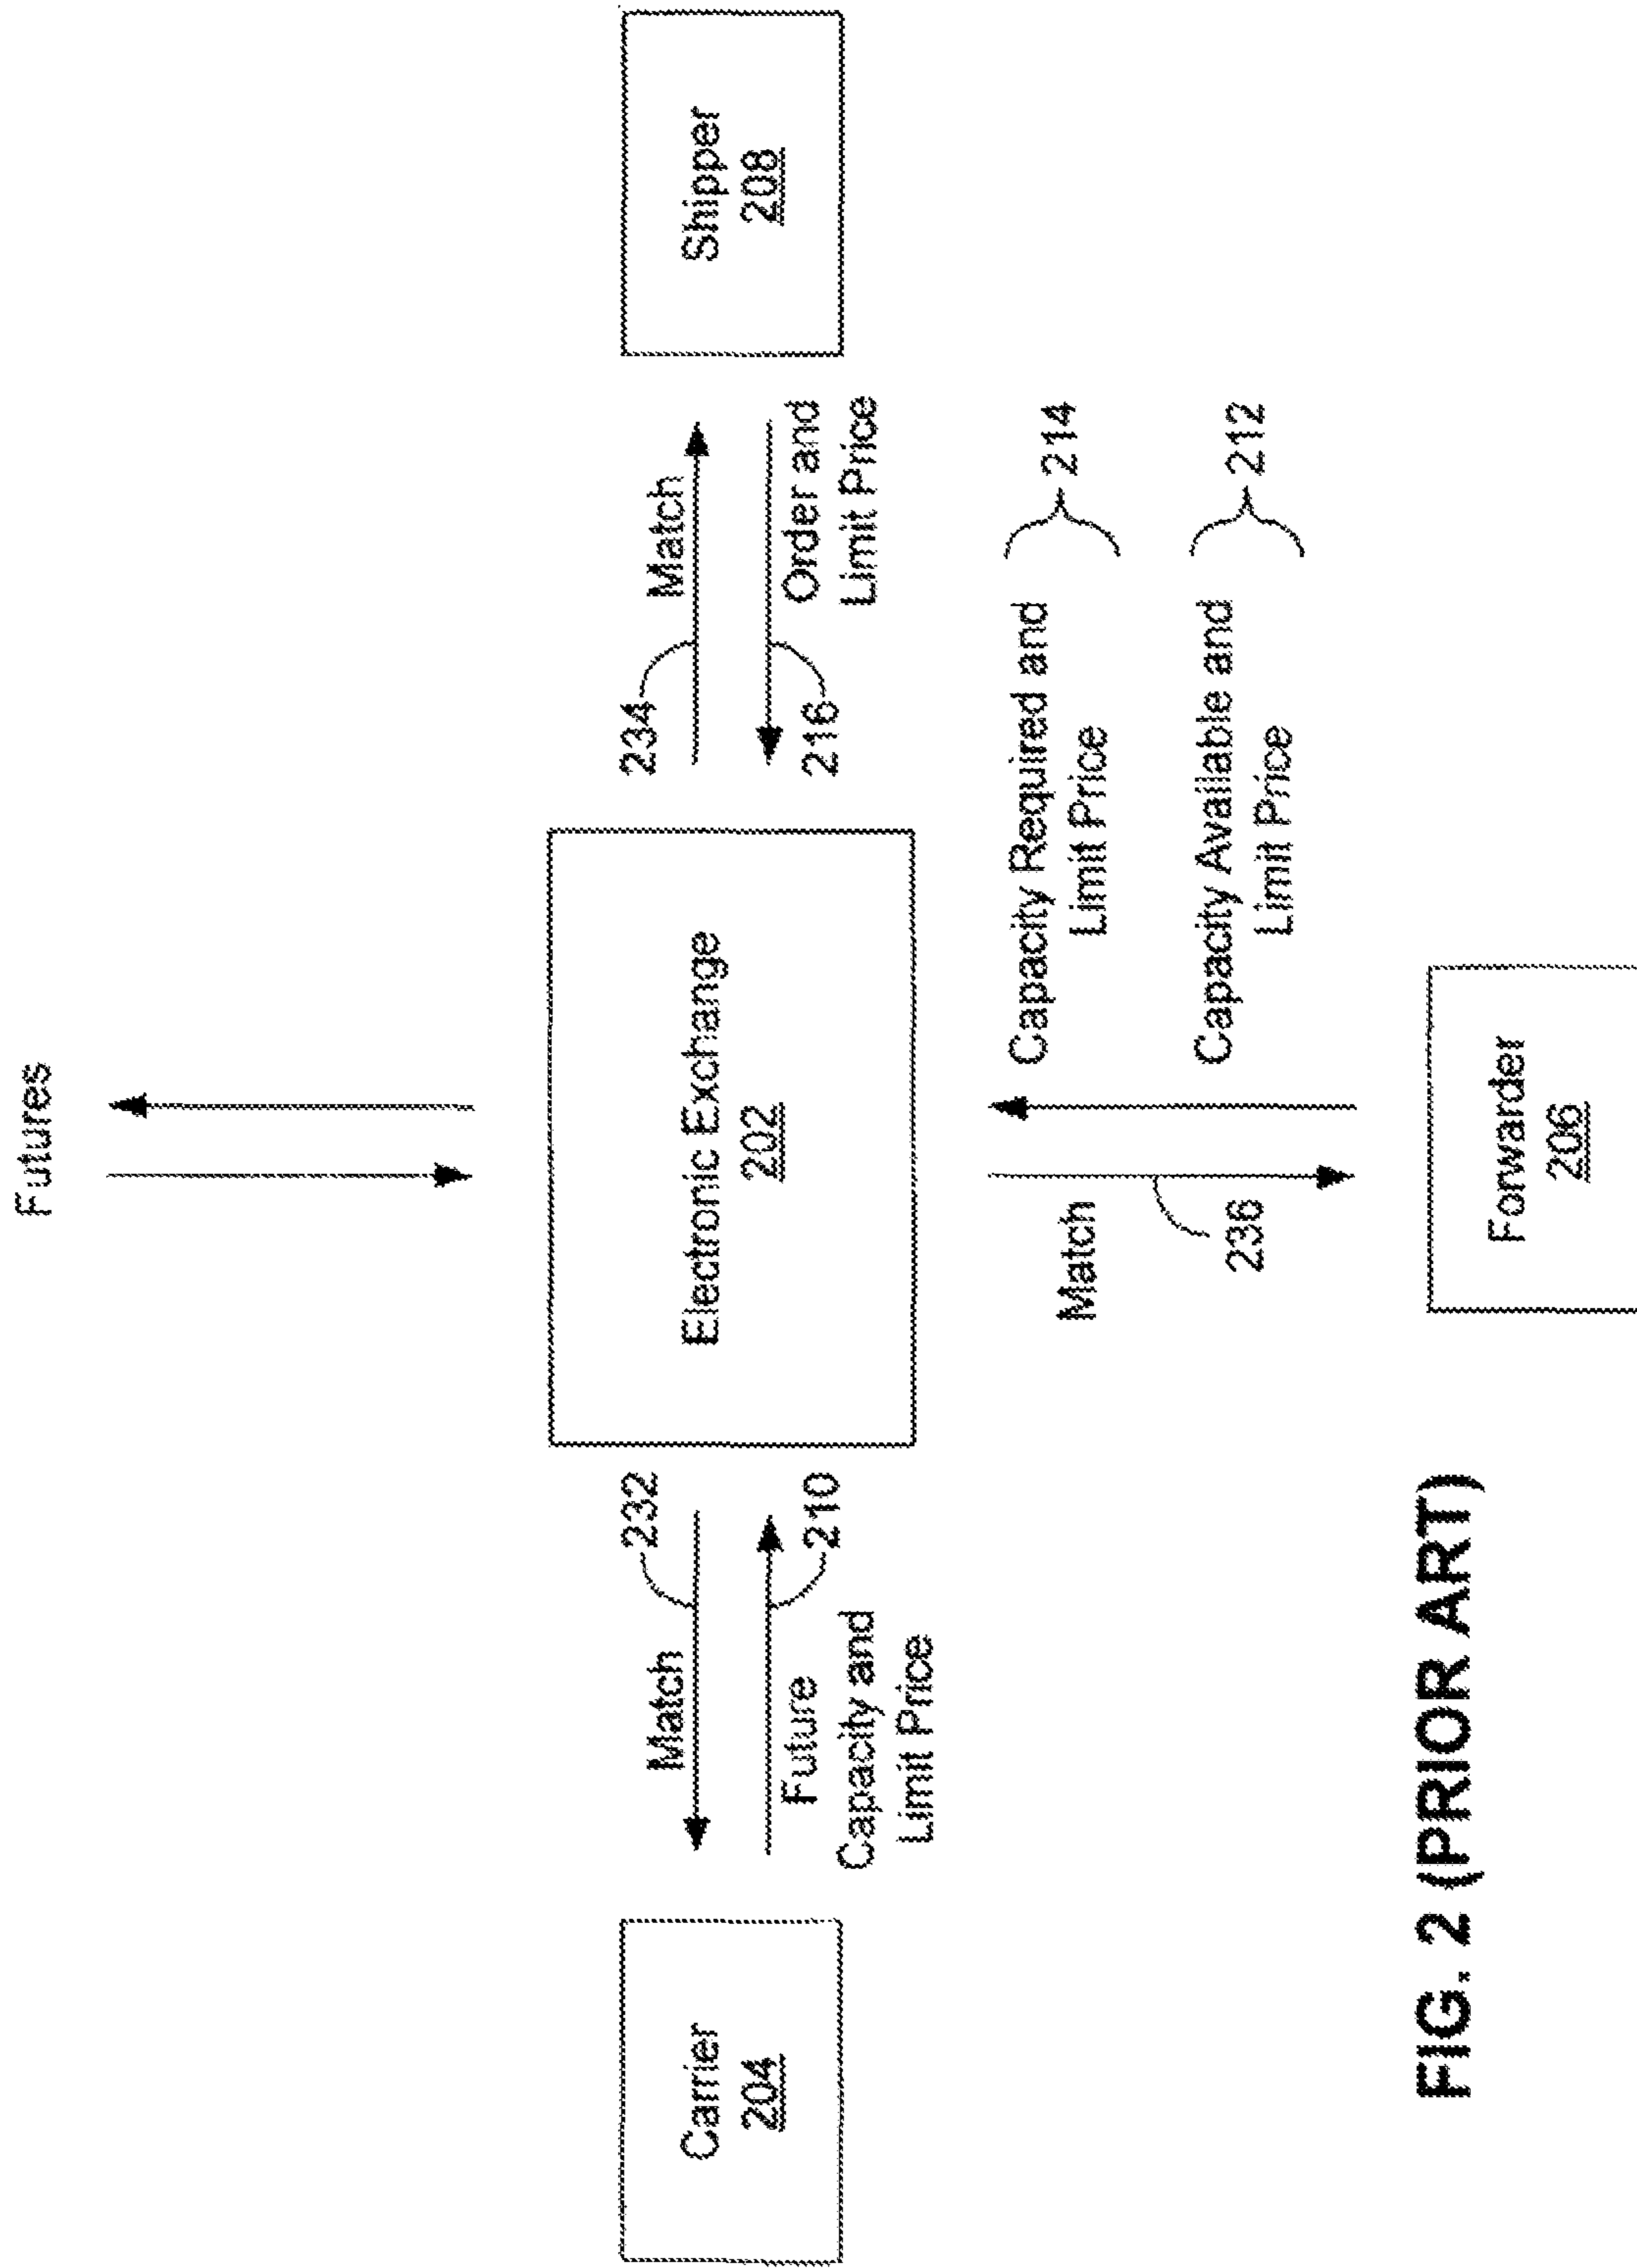 Futures
Carrier
204
Match
232
Future
210
Capacity and
Limit Price
Electronic Exchange
202
234
Match
216
Order and
Limit Price
Shipper
208
Match
236
Capacity Required and
Limit Price
214
Capacity Available and
Limit Price
212
Forwarder
206
FIG. 2 (PRIOR ART)